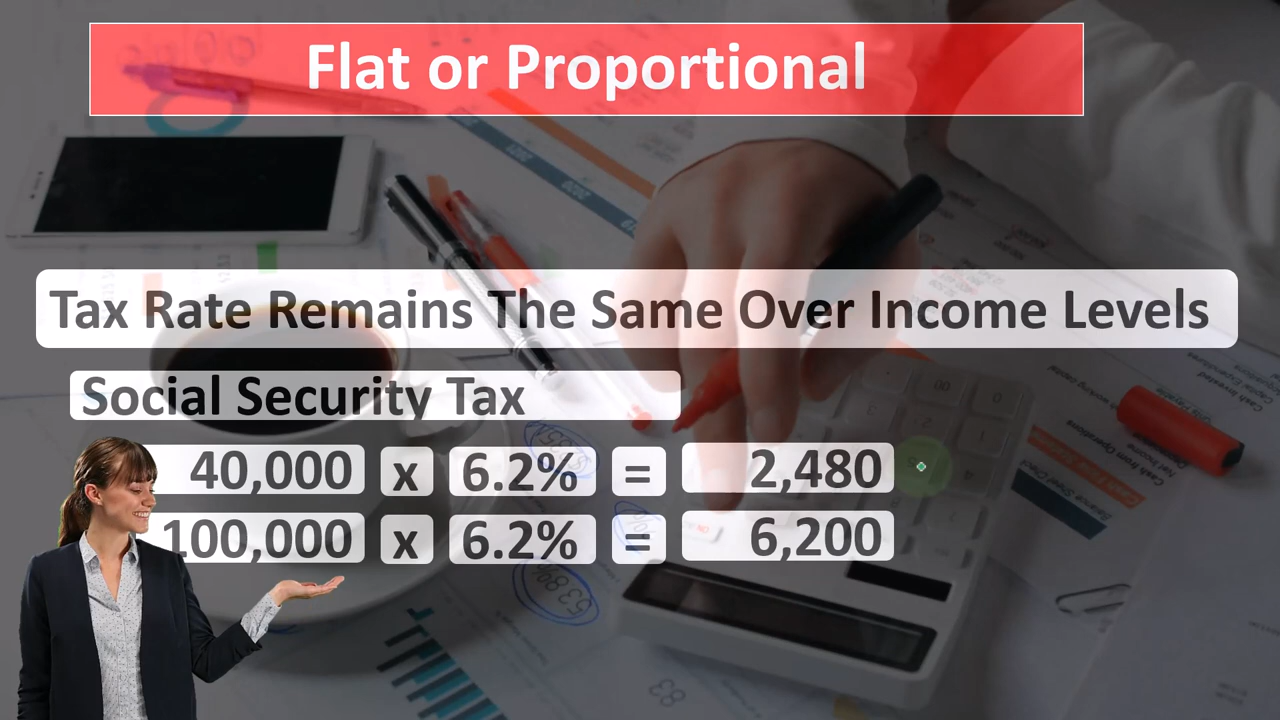 Flat or Proportional
Tax Rate Remains The Same Over Income Levels
Social Security Tax
40,000 x 6.2% = 2,480
100,000 x 6.2% = 6,200